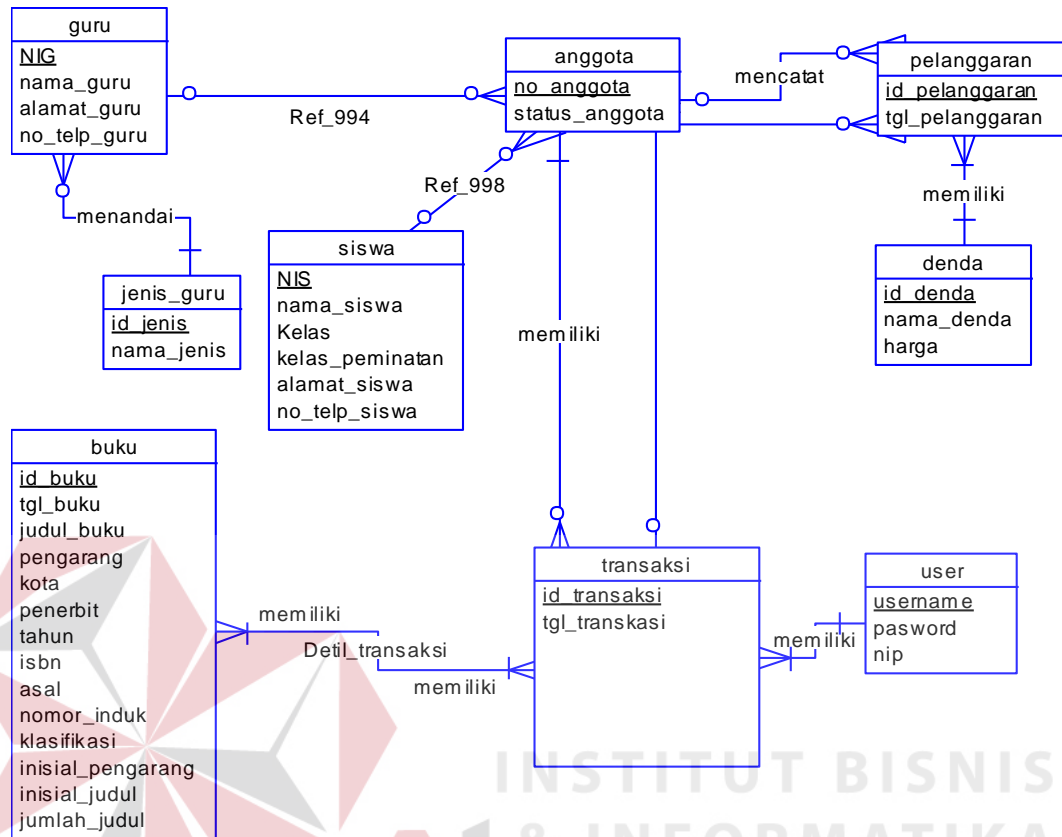 guru
NIG
nama_guru
alamat_guru
no_telp_guru
Ref_994
anggota
no_anggota
status_anggota
mencatat
pelanggaran
id_pelanggaran
tgl_pelanggaran
menandai
Ref_998
memiliki
jenis_guru
id_jenis
nama_jenis
siswa
NIS
nama_siswa
Kelas
kelas_peminatan
alamat_siswa
no_telp_siswa
memiliki
denda
id_denda
nama_denda
harga
buku
id_buku
tgl_buku
judul_buku
pengarang
kota
penerbit
tahun
isbn
asal
nomor_induk
klasifikasi
inisial_pengarang
inisial_judul
jumlah_judul
memiliki
Detil_transaksi
memiliki
transaksi
id_transaksi
tgl_transkasi
memiliki
user
username
pasword
nip
INSTITUT BISNIS
& INFORMATIKA